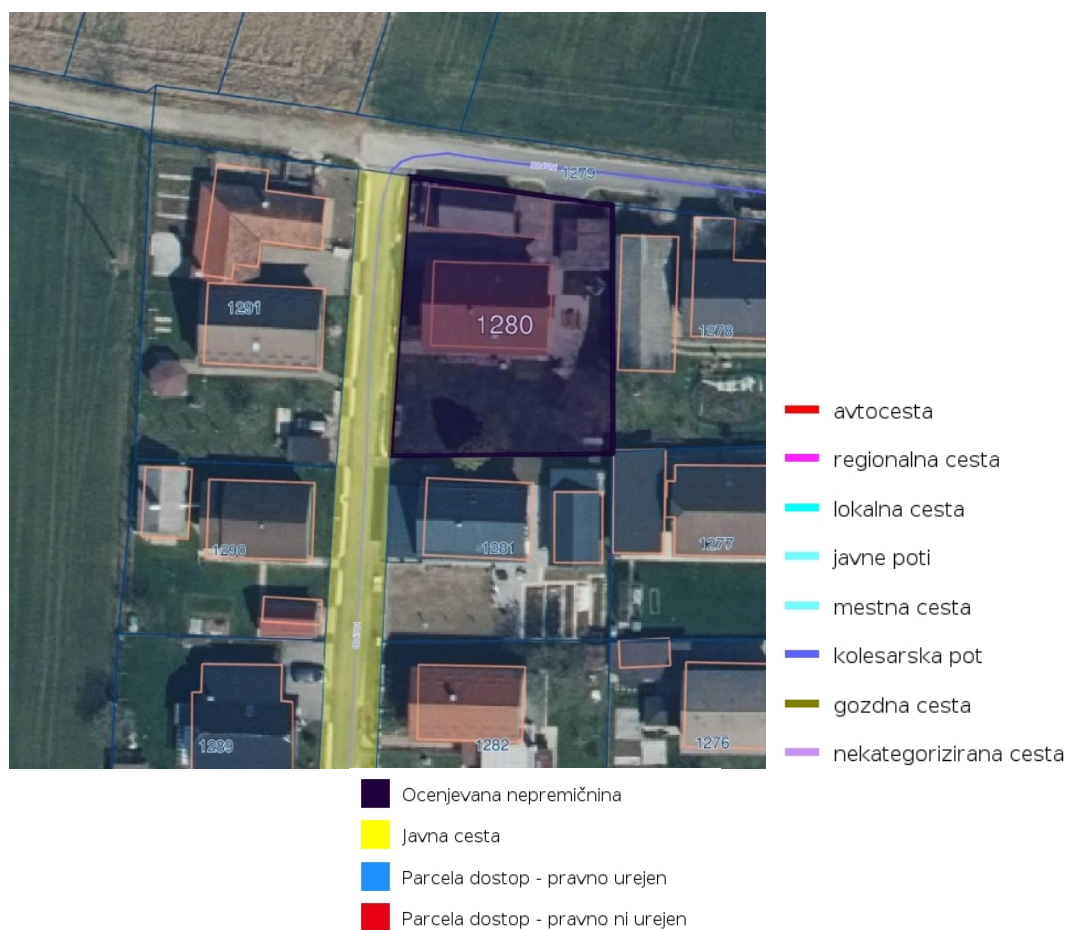 1279
1280
1291
1278
1290
1281
1277
1289
1282
1276
avtocesta
regionalna cesta
lokalna cesta
javne poti
mestna cesta
kolesarska pot
gozdna cesta
nekategorizirana cesta
Ocenjevana nepremičnina
Javna cesta
Parcela dostop - pravno urejen
Parcela dostop - pravno ni urejen